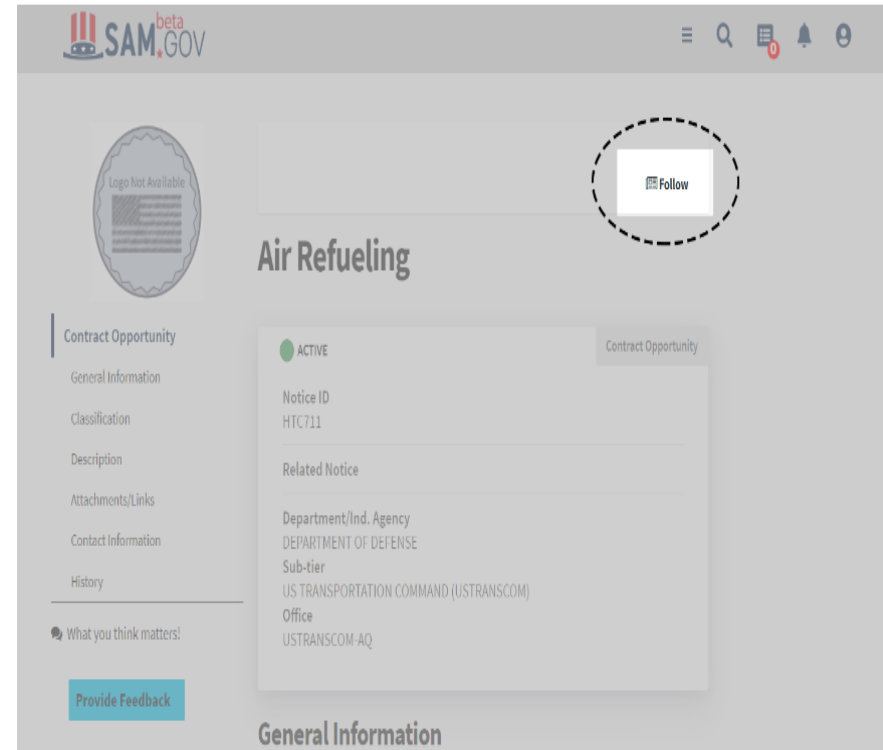 SAM.GOV
beta
0
Logo Not Available
Follow
Air Refueling
Contract Opportunity
General Information
Classification
Description
Attachments/Links
Contact Information
History
What you think matters!
Provide Feedback
ACTIVE
Contract Opportunity
Notice ID
HTC711
Related Notice
Department/Ind. Agency
DEPARTMENT OF DEFENSE
Sub-tier
US TRANSPORTATION COMMAND (USTRANSCOM)
Office
USTRANSCOM-AQ
General Information